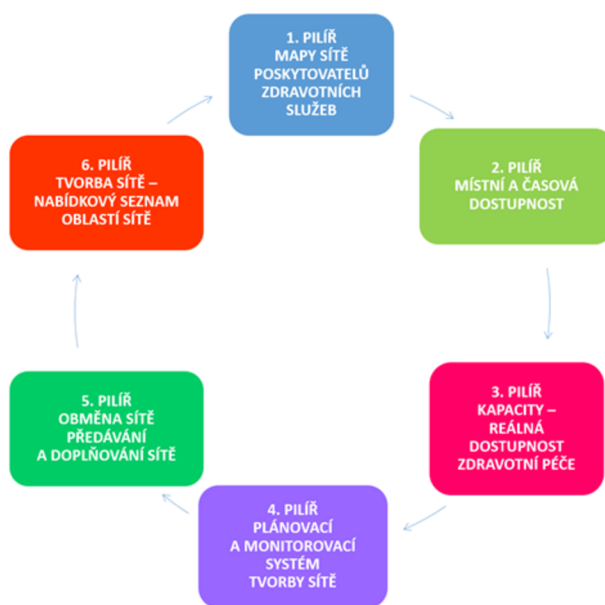 1. PILÍŘ
MAPY SÍTĚ
POSKYTOVATELŮ
ZDRAVOTNÍCH
SLUŽEB
2. PILÍŘ
MÍSTNÍ A ČASOVÁ
DOSTUPNOST
3. PILÍŘ
KAPACITY –
REÁLNÁ
DOSTUPNOST
ZDRAVOTNÍ PÉČE
4. PILÍŘ
PLÁNOVACÍ
A MONITOROVACÍ
SYSTÉM
TVORBY SÍTĚ
5. PILÍŘ
OBMĚNA SÍTĚ
PŘEDÁVÁNÍ
A DOPLŇOVÁNÍ SÍTĚ
6. PILÍŘ
TVORBA SÍTĚ –
NABÍDKOVÝ SEZNAM
OBLASTÍ SÍTĚ